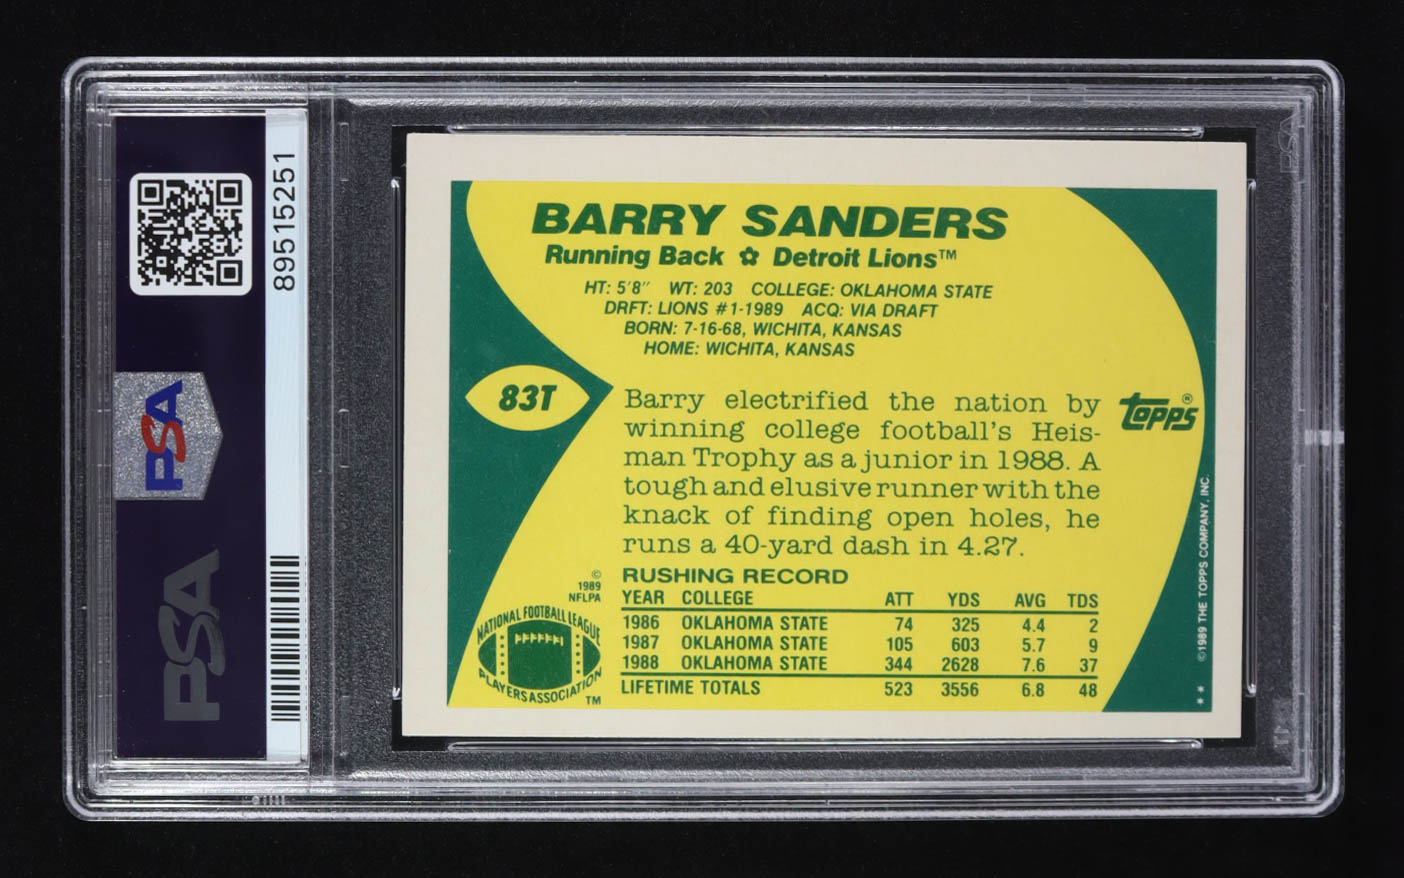 89515251
PSA
PSA
BARRY SANDERS
Running Back ✿ Detroit Lions™
HT: 5'8" WT: 203 COLLEGE: OKLAHOMA STATE
DRFT: LIONS #1-1989 ACQ: VIA DRAFT
BORN: 7-16-68, WICHITA, KANSAS
HOME: WICHITA, KANSAS
83T
Barry electrified the nation by
winning college football's Heis-
man Trophy as a junior in 1988. A
tough and elusive runner with the
knack of finding open holes, he
runs a 40-yard dash in 4.27.
TOPPS®
RUSHING RECORD
YEAR COLLEGE ATT YDS AVG TDS
1986 OKLAHOMA STATE 74 325 4.4 2
1987 OKLAHOMA STATE 105 603 5.7 9
1988 OKLAHOMA STATE 344 2628 7.6 37
LIFETIME TOTALS 523 3556 6.8 48
©
1989
NFLPA
NATIONAL FOOTBALL LEAGUE
PLAYERS ASSOCIATION
TM
** ©1989 THE TOPPS COMPANY, INC.